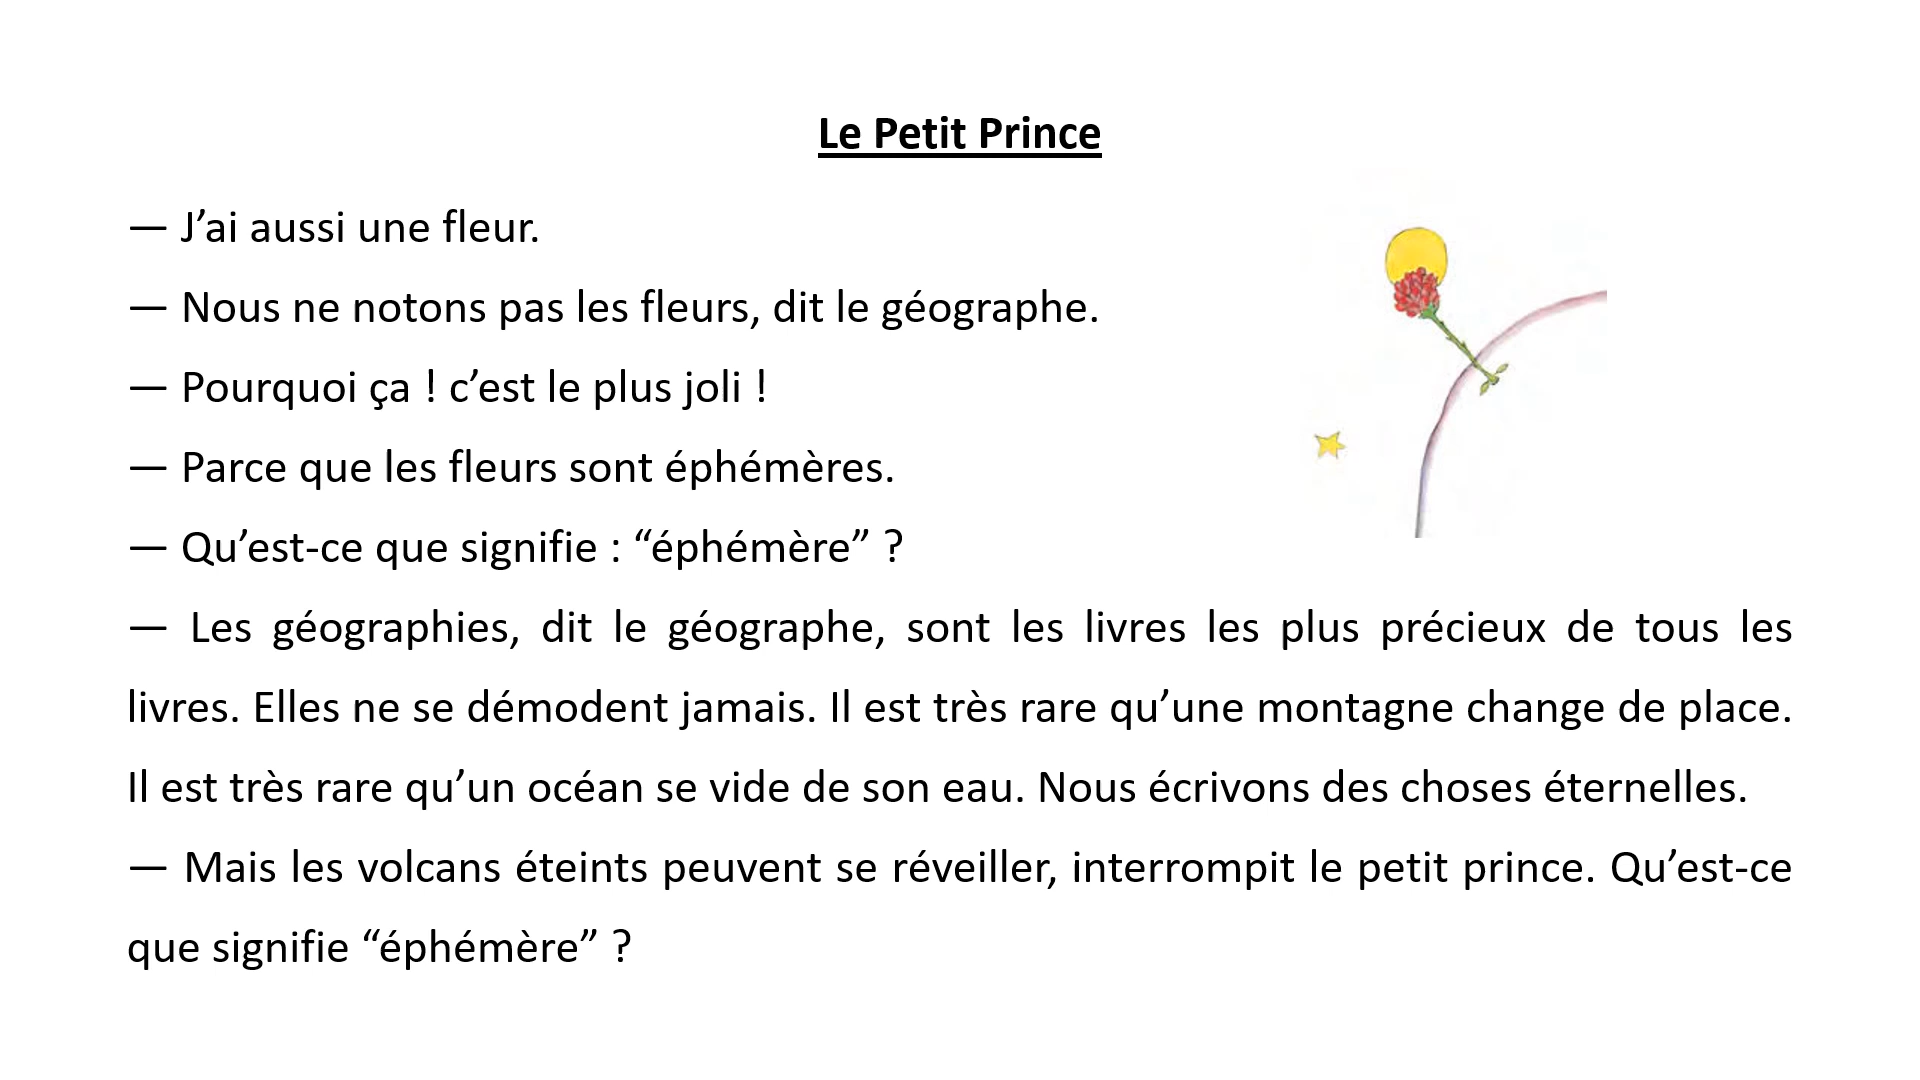 Le Petit Prince
— J’ai aussi une fleur.
— Nous ne notons pas les fleurs, dit le géographe.
— Pourquoi ça ! c’est le plus joli !
— Parce que les fleurs sont éphémères.
— Qu’est-ce que signifie : “éphémère” ?
— Les géographies, dit le géographe, sont les livres les plus précieux de tous les
livres. Elles ne se démodent jamais. Il est très rare qu’une montagne change de place.
Il est très rare qu’un océan se vide de son eau. Nous écrivons des choses éternelles.
— Mais les volcans éteints peuvent se réveiller, interrompit le petit prince. Qu’est-ce
que signifie “éphémère” ?